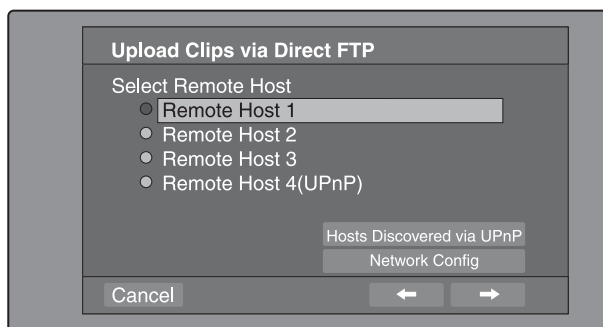 Upload Clips via Direct FTP
Select Remote Host
Remote Host 1
Remote Host 2
Remote Host 3
Remote Host 4(UPnP)
Hosts Discovered via UPnP
Network Config
Cancel